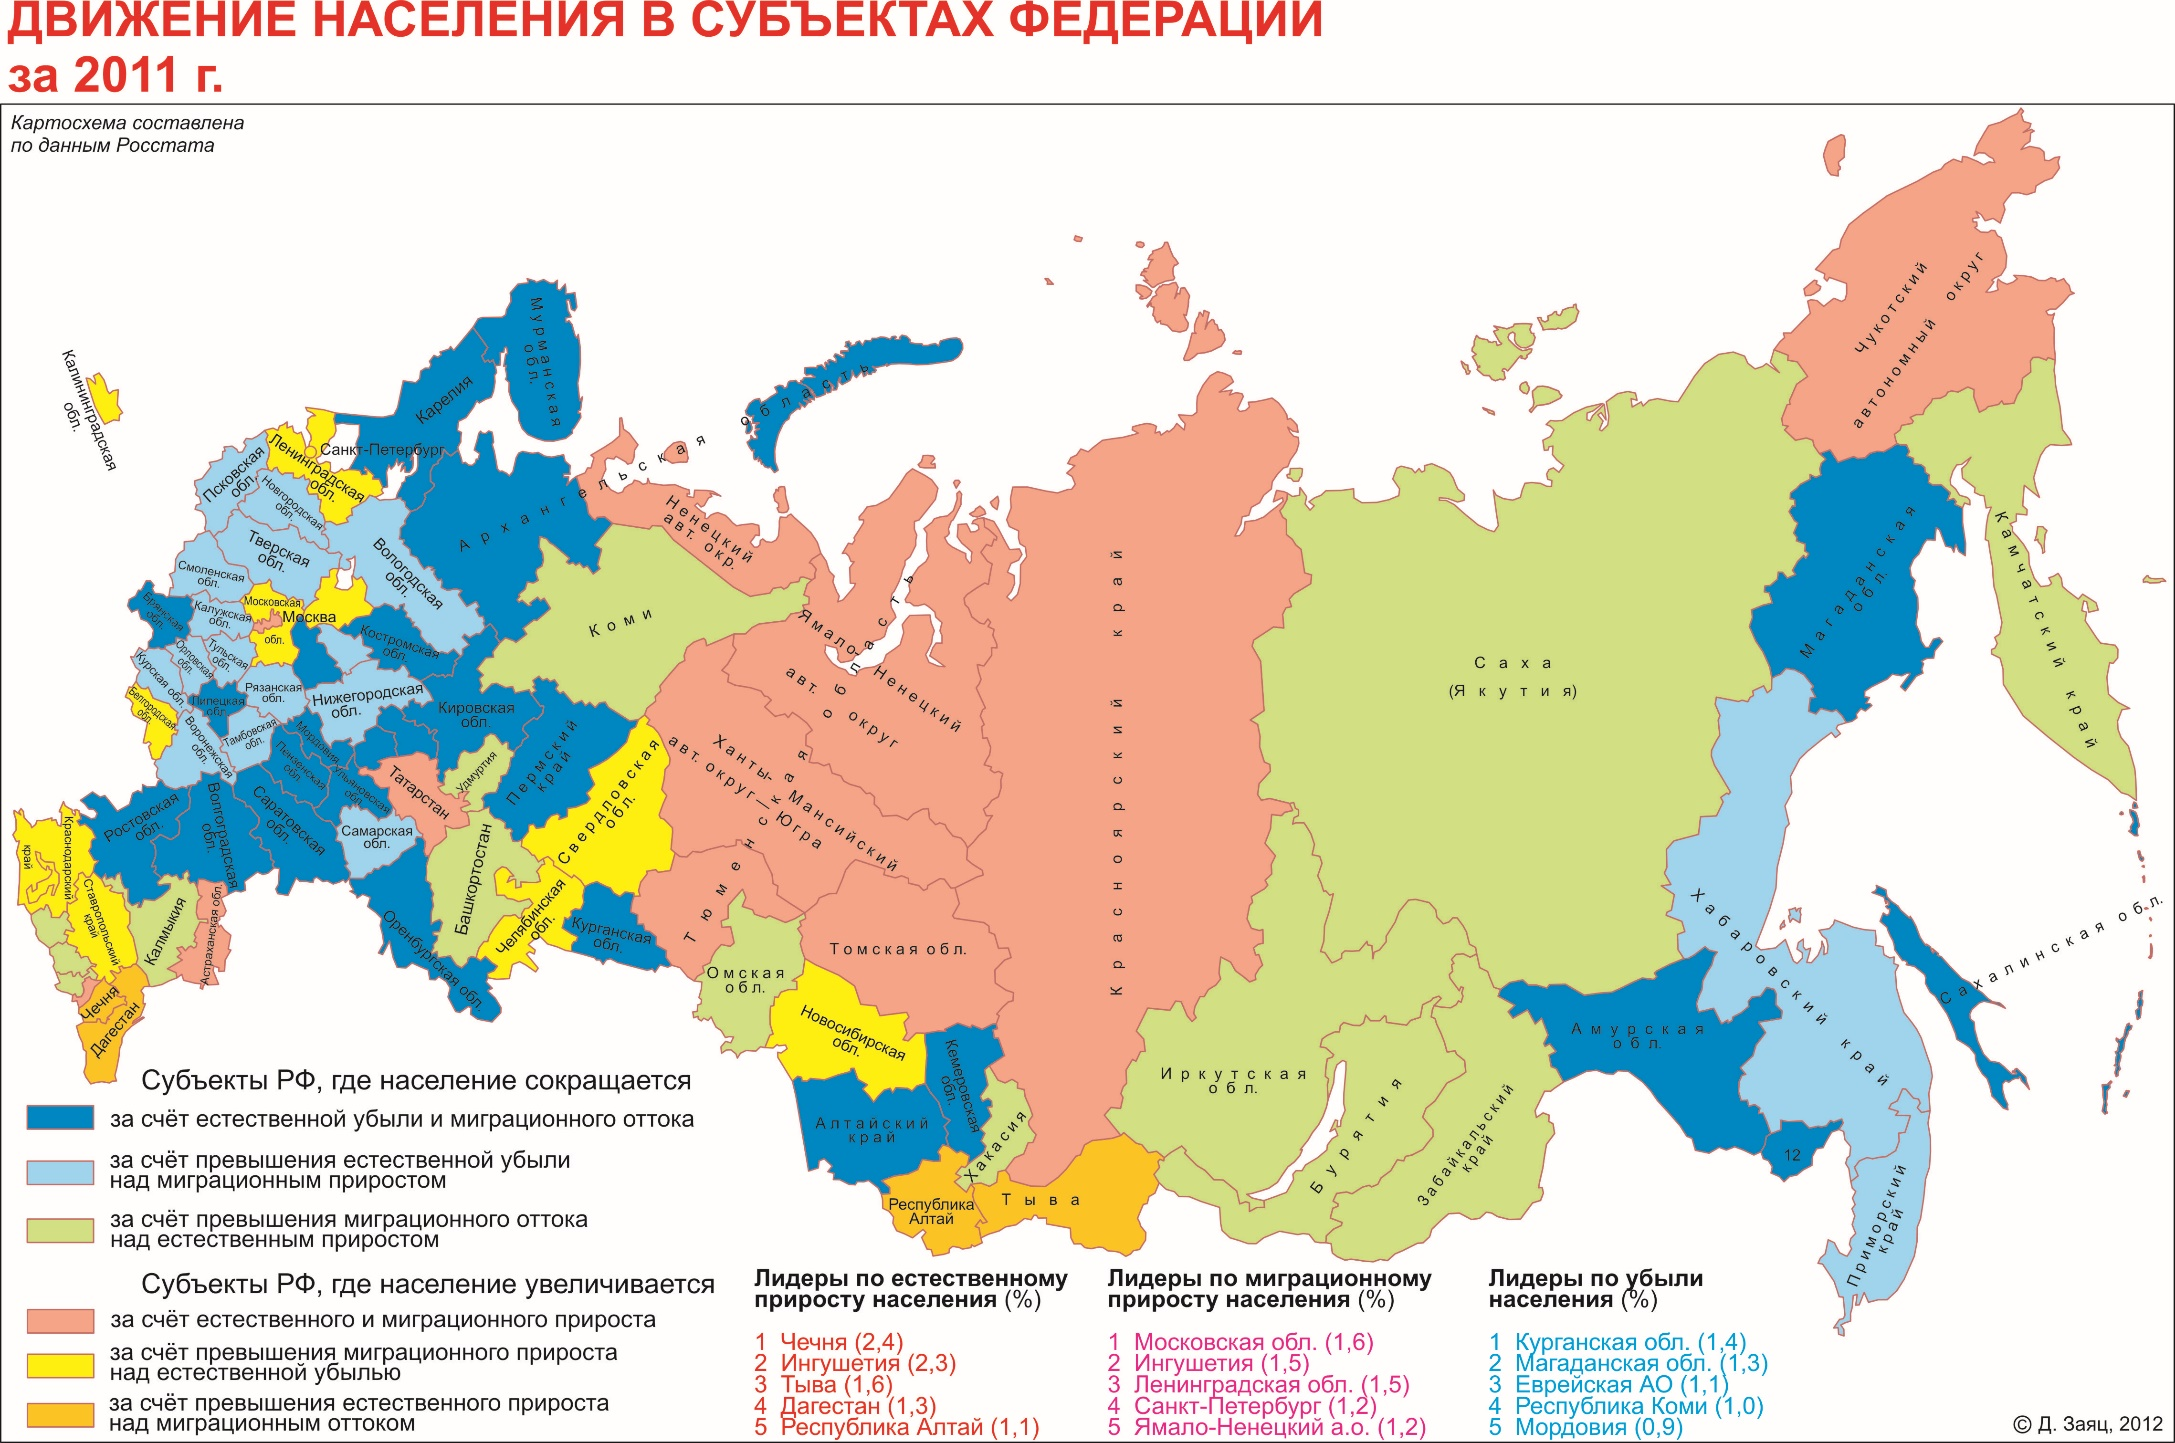 ДВИЖЕНИЕ НАСЕЛЕНИЯ В СУБЪЕКТАХ ФЕДЕРАЦИИ
за 2011 г.
Картосхема составлена
по данным Росстата
Калининградская
обл.
Мурманская
обл.
Карелия
Санкт-Петербург
Ленинградская
обл.
Псковская
обл.
Новгородская
обл.
Тверская
обл.
Вологодская
обл.
Архангельская область
Ненецкий
авт. окр.
Коми
Смоленская
обл.
Московская
обл.
Москва
Брянская
обл.
Калужская
обл.
Тульская
обл.
Орловская
обл.
Курская обл.
Костромская
обл.
Рязанская
обл.
Нижегородская
обл.
Липецкая
обл.
Белгородская
обл.
Воронежская
обл.
Тамбовская
обл.
Мордовия
Пензенская
обл.
Ульяновская
обл.
Кировская
обл.
Пермский
край
Удмуртия
Татарстан
Самарская
обл.
Саратовская
обл.
Волгоградская
обл.
Ростовская
обл.
Краснодарский
край
Ставропольский
край
Калмыкия
Астраханская обл.
Чечня
Дагестан
Башкортостан
Оренбургская обл.
Челябинская
обл.
Свердловская
обл.
Курганская
обл.
Тюменская область
Ямало-Ненецкий
авт. округ
Ханты-Мансийский
авт. округ—Югра
Томская обл.
Омская
обл.
Новосибирская
обл.
Кемеровская
обл.
Алтайский
край
Республика
Алтай
Хакасия
Тыва
Красноярский край
Иркутская
обл.
Бурятия
Забайкальский
край
Саха
(Якутия)
Чукотский
автономный округ
Магаданская
обл.
Камчатский край
Хабаровский край
Амурская
обл.
12
Приморский
край
Сахалинская обл.
Субъекты РФ, где население сокращается
за счёт естественной убыли и миграционного оттока
за счёт превышения естественной убыли
над миграционным приростом
за счёт превышения миграционного оттока
над естественным приростом
Субъекты РФ, где население увеличивается
за счёт естественного и миграционного прироста
за счёт превышения миграционного прироста
над естественной убылью
за счёт превышения естественного прироста
над миграционным оттоком
Лидеры по естественному
приросту населения (%)
1 Чечня (2,4)
2 Ингушетия (2,3)
3 Тыва (1,6)
4 Дагестан (1,3)
5 Республика Алтай (1,1)
Лидеры по миграционному
приросту населения (%)
1 Московская обл. (1,6)
2 Ингушетия (1,5)
3 Ленинградская обл. (1,5)
4 Санкт-Петербург (1,2)
5 Ямало-Ненецкий а.о. (1,2)
Лидеры по убыли
населения (%)
1 Курганская обл. (1,4)
2 Магаданская обл. (1,3)
3 Еврейская АО (1,1)
4 Республика Коми (1,0)
5 Мордовия (0,9)
© Д. Заяц, 2012